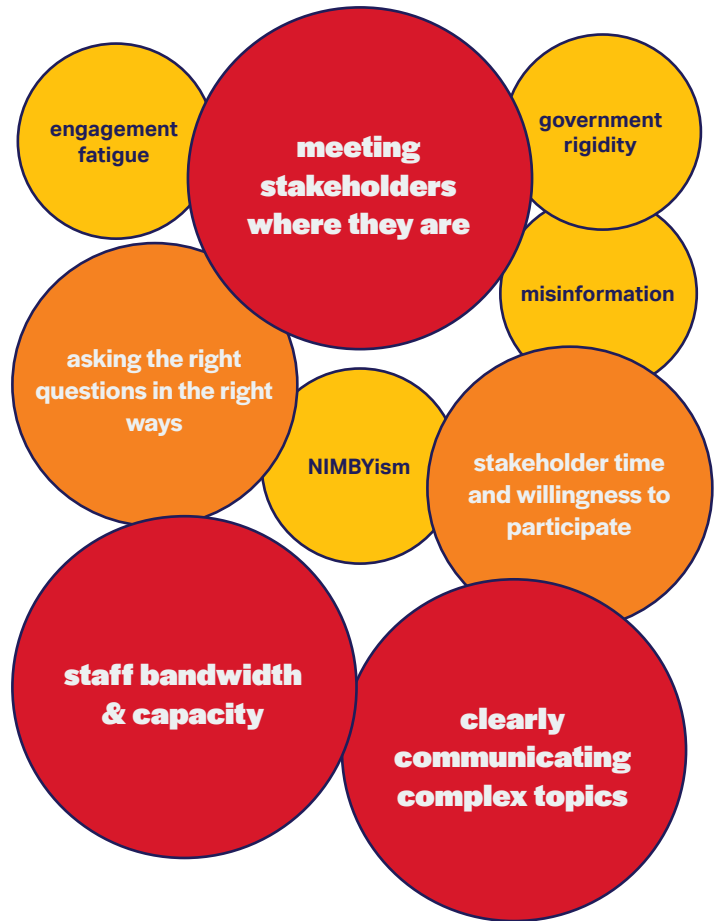 engagement
fatigue
meeting
stakeholders
where they are
government
rigidity
misinformation
asking the right
questions in the right
ways
NIMBYism
stakeholder time
and willingness to
participate
staff bandwidth
& capacity
clearly
communicating
complex topics